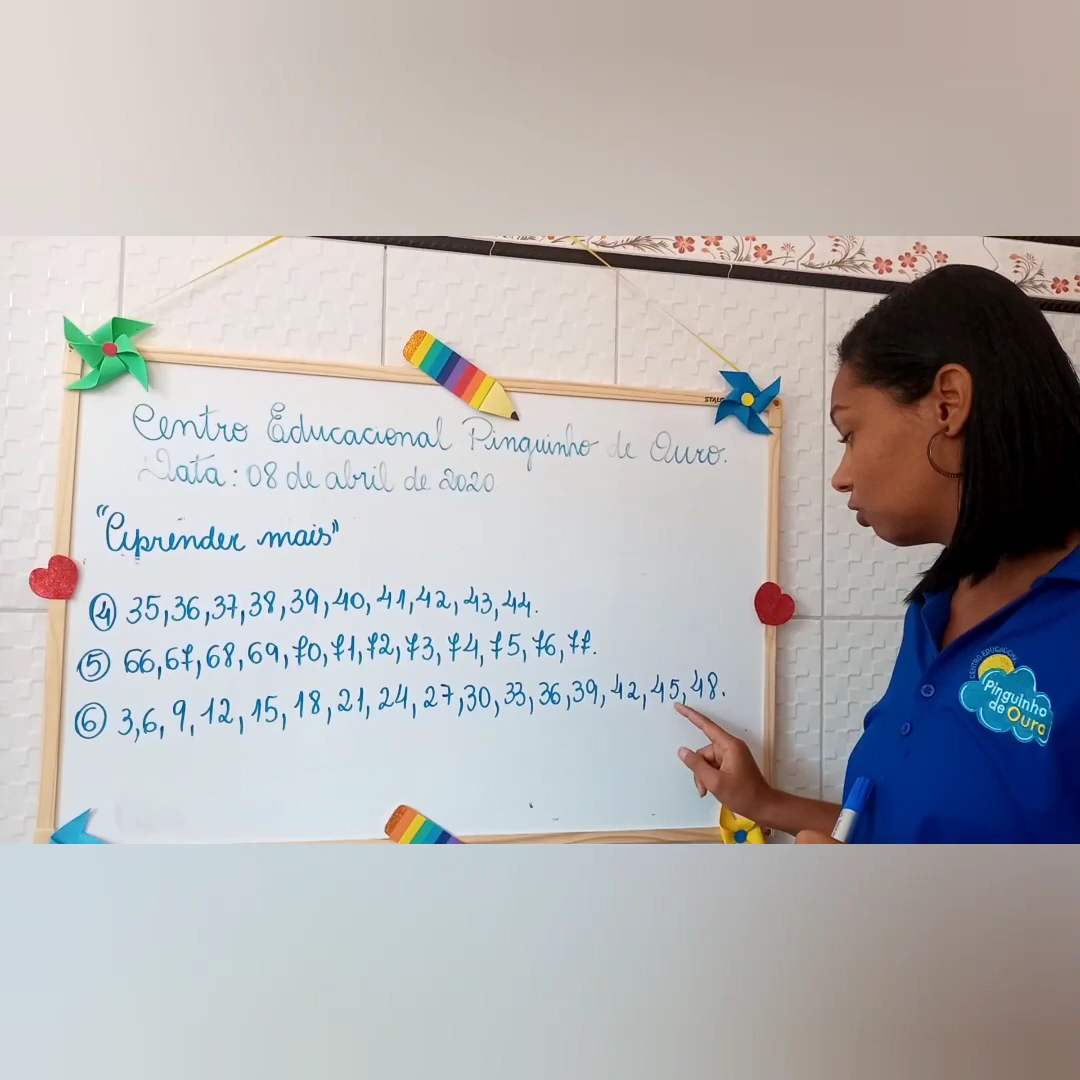 Centro Educacional Pinguinho de Ouro.
Data: 08 de abril de 2020
"Aprender mais"
④ 35,36,37,38,39,40,41,42,43,44.
⑤ 66,67,68,69,70,71,72,73,74,75,76,77.
⑥ 3,6,9,12,15,18,21,24,27,30,33,36,39,42,45,48.
STALO
CENTRO EDUCACIONAL
Pinguinho
de Ouro